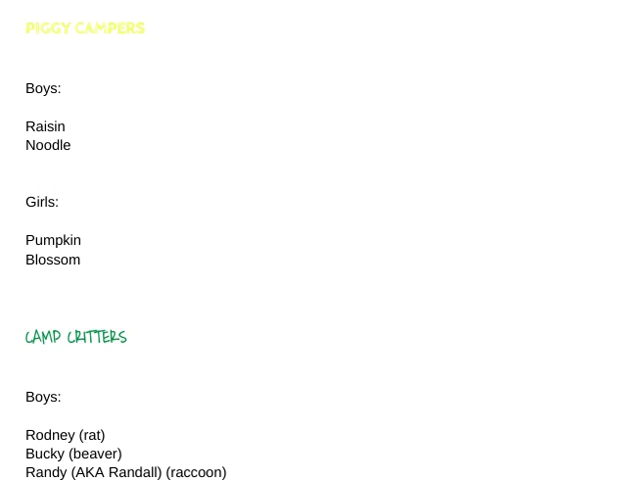 PIGGY CAMPERS
Boys:
Raisin
Noodle
Girls:
Pumpkin
Blossom
CAMP CRITTERS
Boys:
Rodney (rat)
Bucky (beaver)
Randy (AKA Randall) (raccoon)